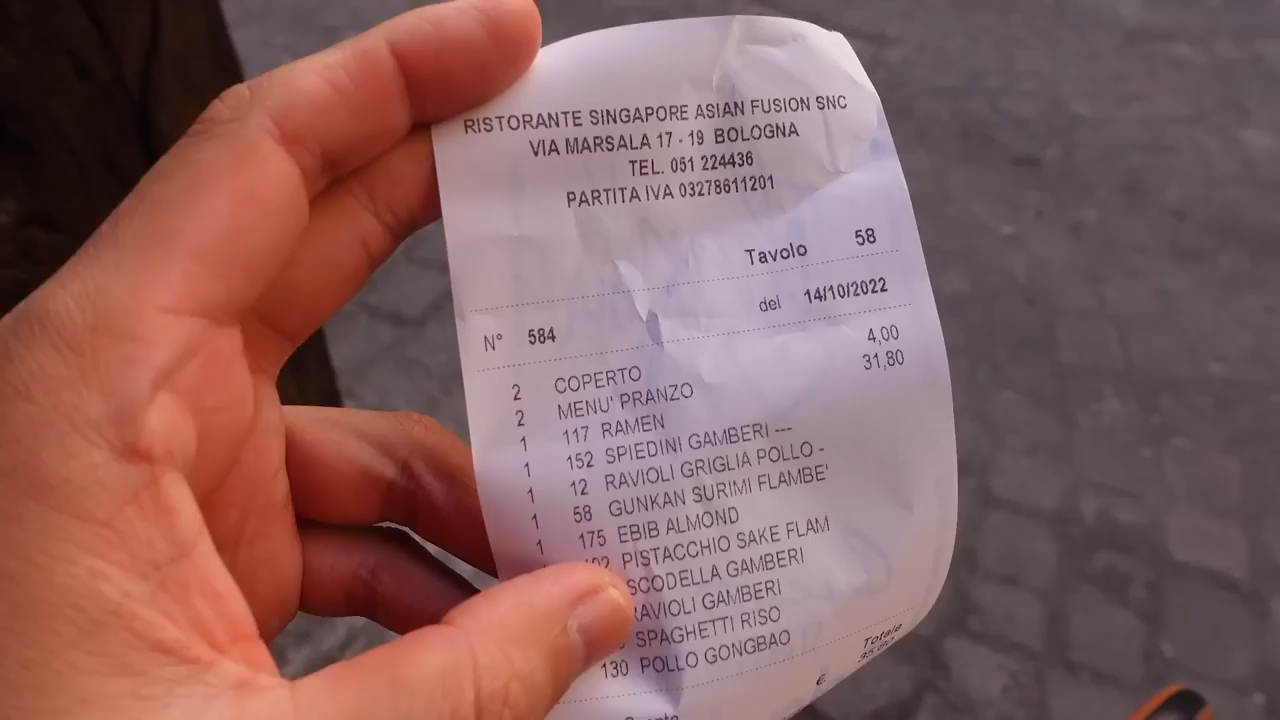 RISTORANTE SINGAPORE ASIAN FUSION SNC
VIA MARSALA 17 - 19 BOLOGNA
TEL. 051 224436
PARTITA IVA 03278611201
Tavolo 58
N° 584 del 14/10/2022
2 COPERTO 4,00
2 MENU' PRANZO 31,80
1 117 RAMEN
1 152 SPIEDINI GAMBERI ---
1 12 RAVIOLI GRIGLIA POLLO -
1 58 GUNKAN SURIMI FLAMBE'
1 175 EBIB ALMOND
PISTACCHIO SAKE FLAM
SCODELLA GAMBERI
RAVIOLI GAMBERI
SPAGHETTI RISO
130 POLLO GONGBAO
Totale
€. 35,80